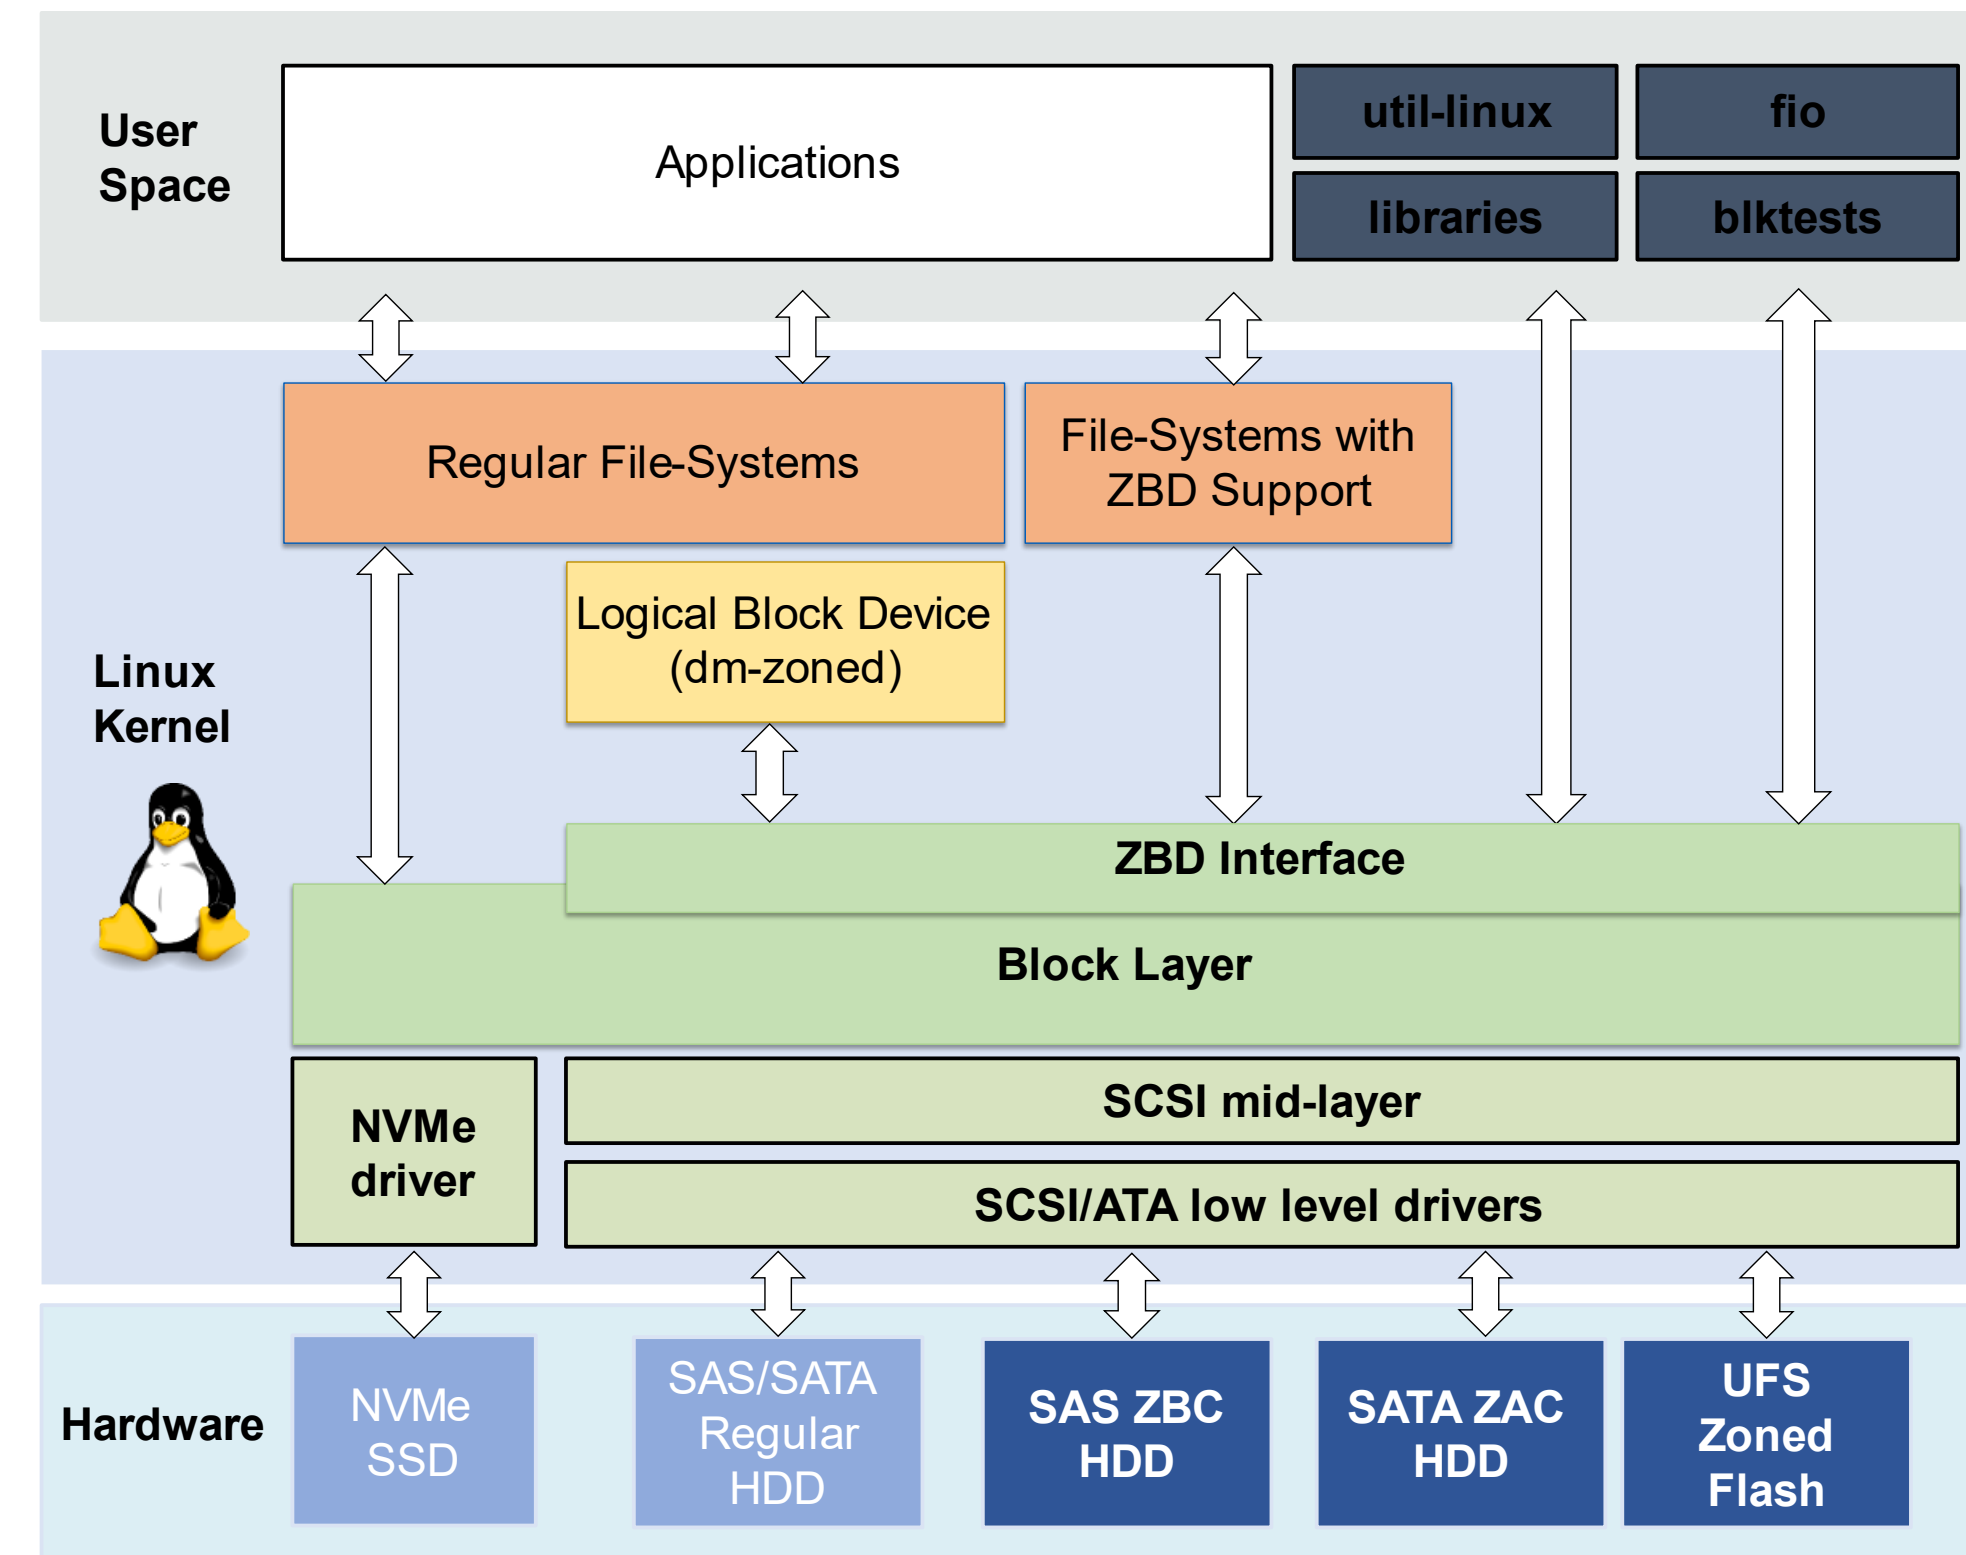 User
Space
Applications
util-linux
fio
libraries
blktests
Regular File-Systems
File-Systems with
ZBD Support
Logical Block Device
(dm-zoned)
Linux
Kernel
ZBD Interface
Block Layer
NVMe
driver
SCSI mid-layer
SCSI/ATA low level drivers
Hardware
NVMe
SSD
SAS/SATA
Regular
HDD
SAS ZBC
HDD
SATA ZAC
HDD
UFS
Zoned
Flash